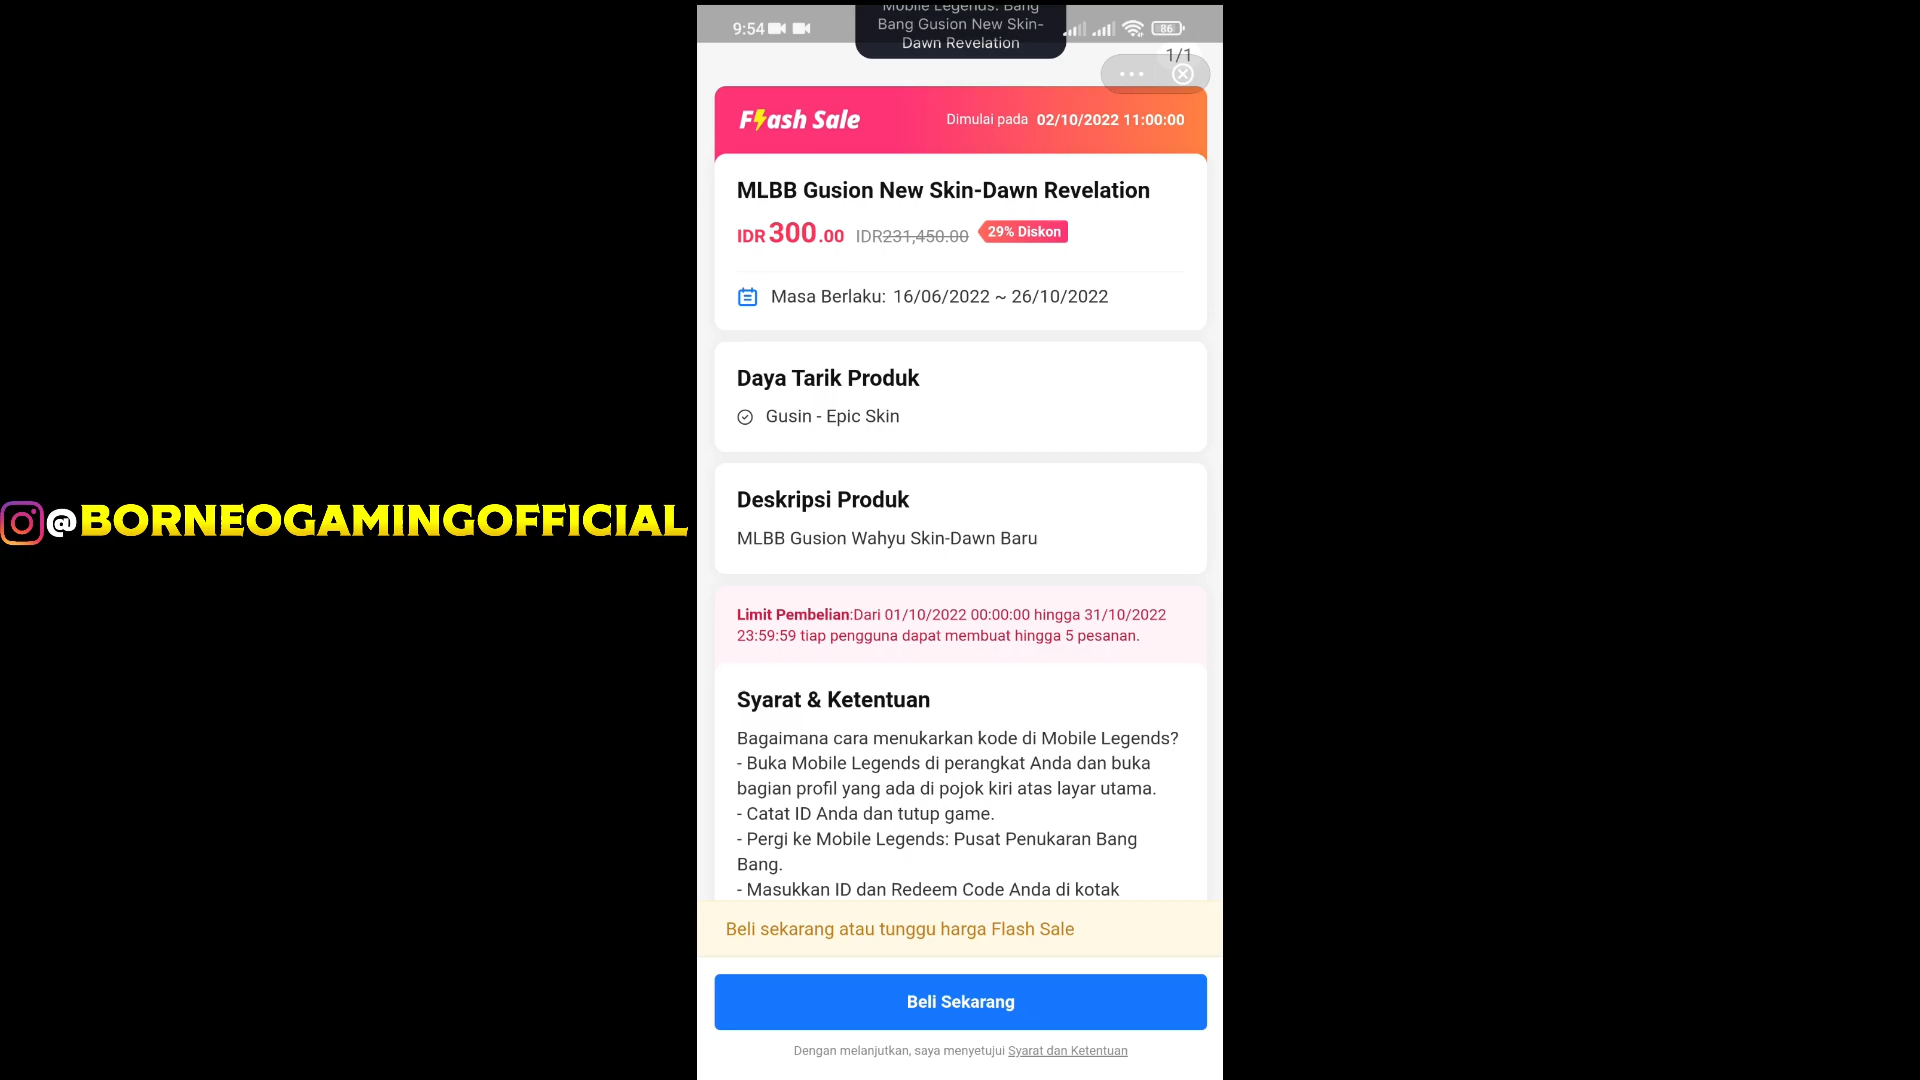 9:54
Mobile Legends: Bang
Bang Gusion New Skin-
Dawn Revelation
86
1/1
Flash Sale
Dimulai pada 02/10/2022 11:00:00
MLBB Gusion New Skin-Dawn Revelation
IDR 300.00 IDR231,450.00 29% Diskon
Masa Berlaku: 16/06/2022 ~ 26/10/2022
Daya Tarik Produk
Gusin - Epic Skin
Deskripsi Produk
MLBB Gusion Wahyu Skin-Dawn Baru
@BORNEOGAMINGOFFICIAL
Limit Pembelian:Dari 01/10/2022 00:00:00 hingga 31/10/2022
23:59:59 tiap pengguna dapat membuat hingga 5 pesanan.
Syarat & Ketentuan
Bagaimana cara menukarkan kode di Mobile Legends?
- Buka Mobile Legends di perangkat Anda dan buka
bagian profil yang ada di pojok kiri atas layar utama.
- Catat ID Anda dan tutup game.
- Pergi ke Mobile Legends: Pusat Penukaran Bang
Bang.
- Masukkan ID dan Redeem Code Anda di kotak
Beli sekarang atau tunggu harga Flash Sale
Beli Sekarang
Dengan melanjutkan, saya menyetujui Syarat dan Ketentuan